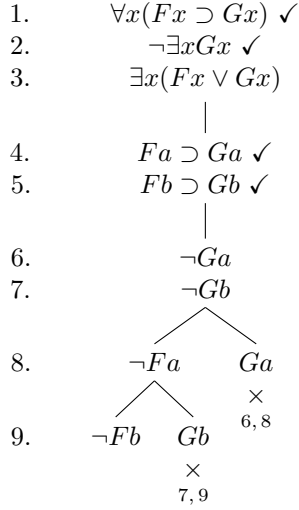 1. ∀x(Fx ⊃ Gx) ✓
2. ¬∃xGx ✓
3. ∃x(Fx ∨ Gx)
4. Fa ⊃ Ga ✓
5. Fb ⊃ Gb ✓
6. ¬Ga
7. ¬Gb
8. ¬Fa Ga
×
6, 8
9. ¬Fb Gb
×
7, 9